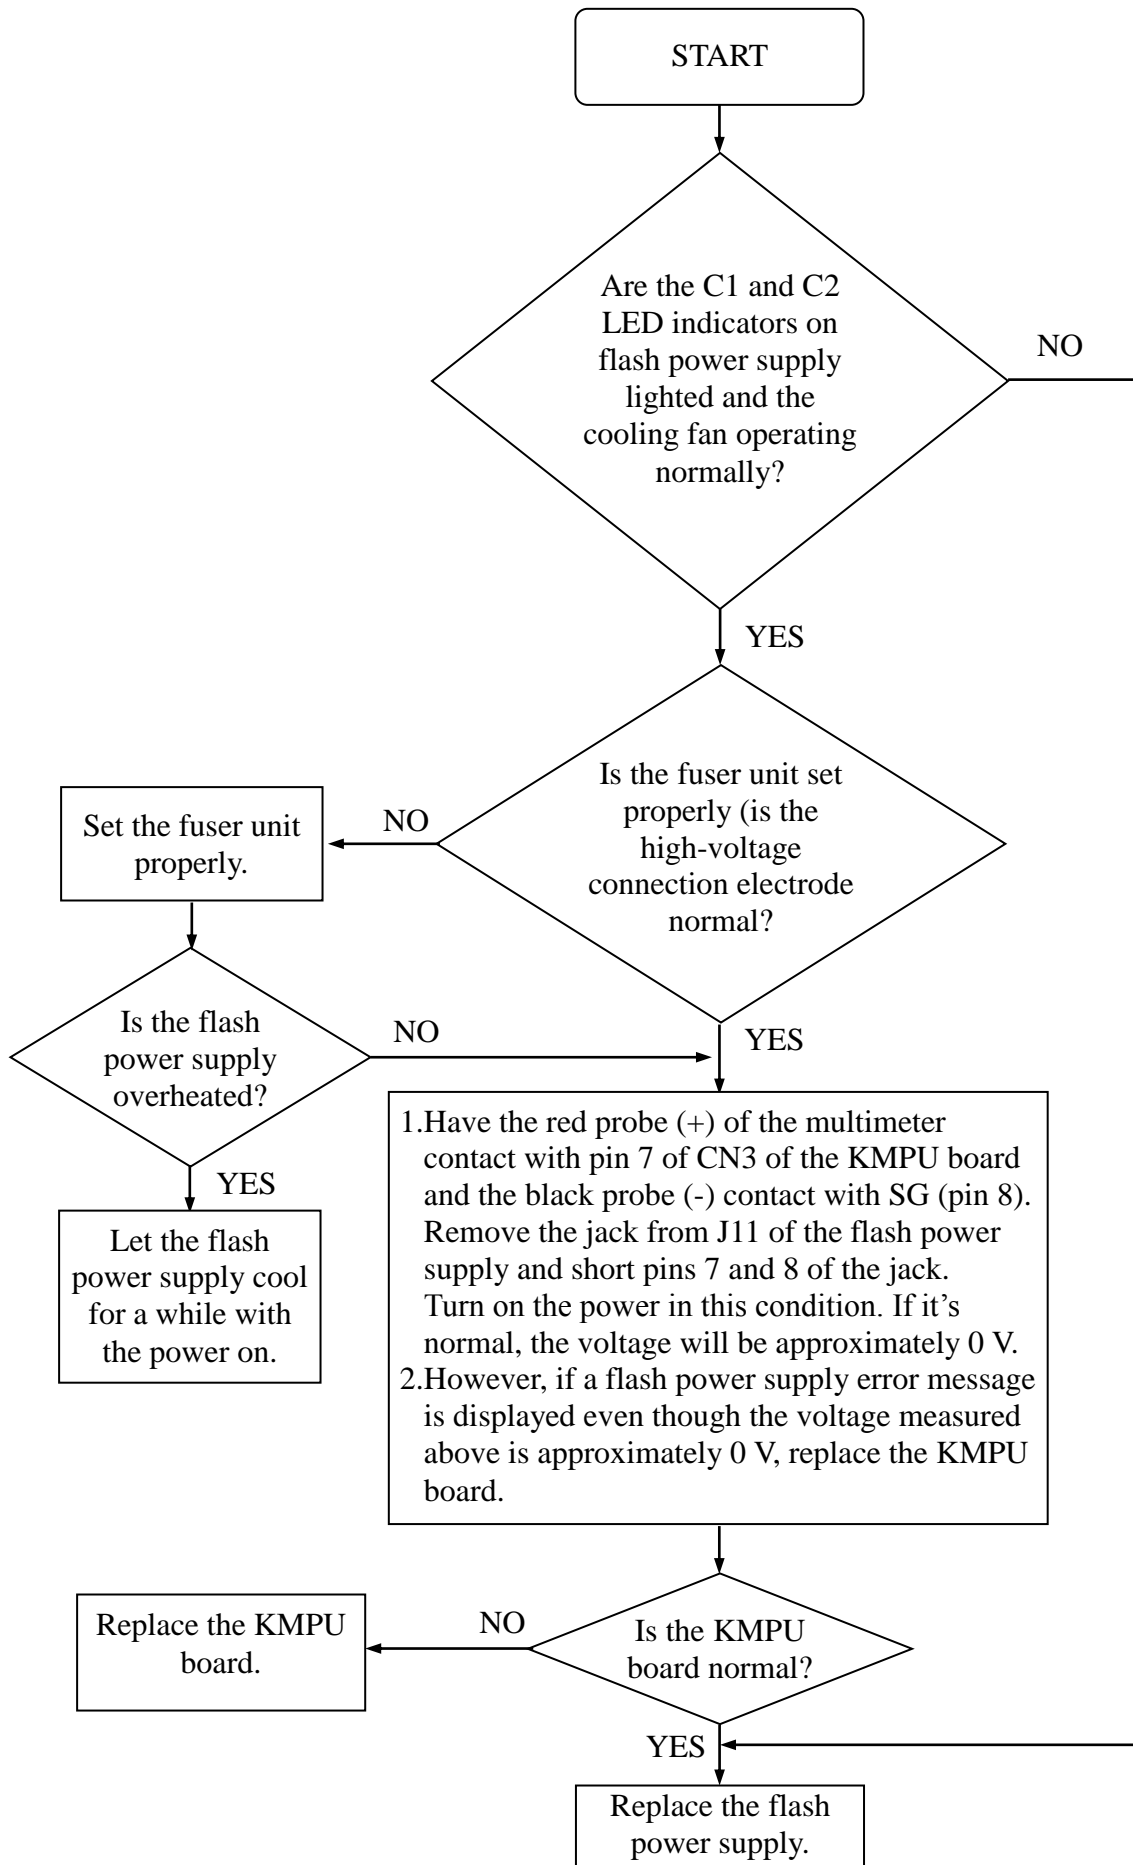 START
Are the C1 and C2
LED indicators on
flash power supply
lighted and the
cooling fan operating
normally?
NO
YES
Is the fuser unit set
properly (is the
high-voltage
connection electrode
normal?
NO
Set the fuser unit
properly.
YES
Is the flash
power supply
overheated?
NO
YES
Let the flash
power supply cool
for a while with
the power on.
1.Have the red probe (+) of the multimeter
contact with pin 7 of CN3 of the KMPU board
and the black probe (-) contact with SG (pin 8).
Remove the jack from J11 of the flash power
supply and short pins 7 and 8 of the jack.
Turn on the power in this condition. If it's
normal, the voltage will be approximately 0 V.
2.However, if a flash power supply error message
is displayed even though the voltage measured
above is approximately 0 V, replace the KMPU
board.
Is the KMPU
board normal?
NO
Replace the KMPU
board.
YES
Replace the flash
power supply.